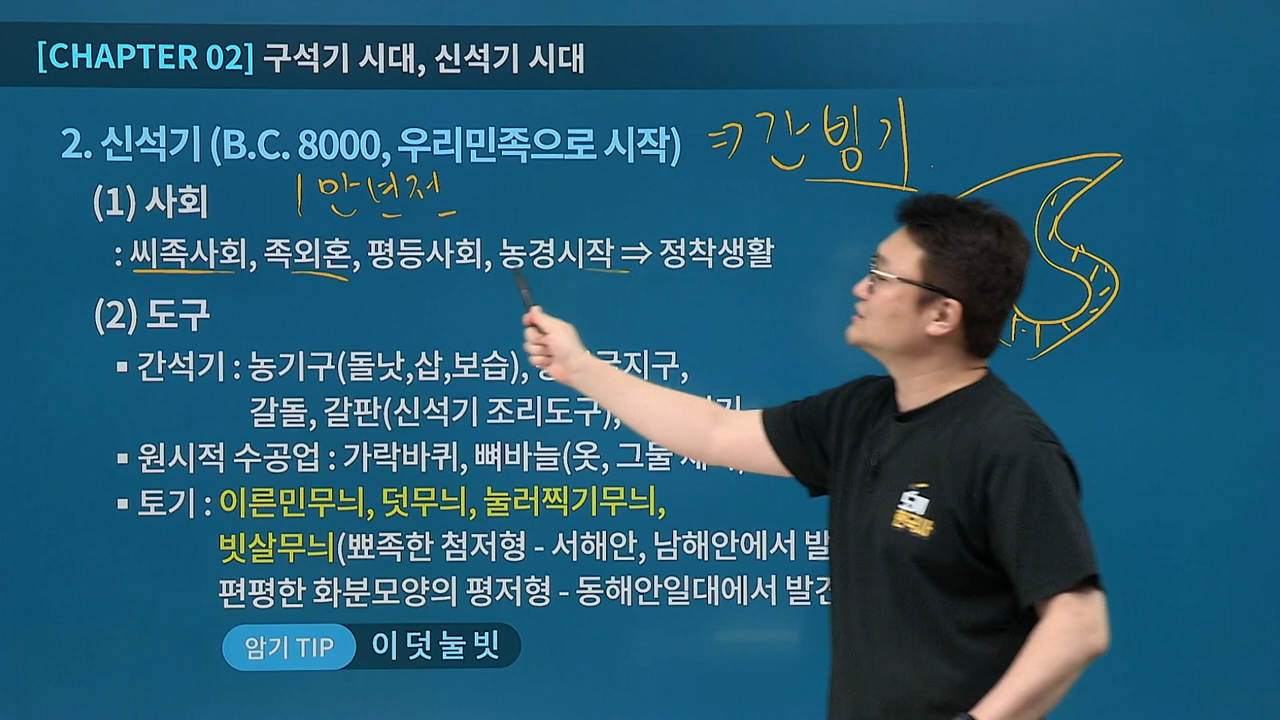 [CHAPTER 02] 구석기 시대, 신석기 시대
2. 신석기 (B.C. 8000, 우리민족으로 시작) ⇒ 간빙기
(1) 사회 1만년전
: 씨족사회, 족외혼, 평등사회, 농경시작 ⇒ 정착생활
(2) 도구
▪ 간석기 : 농기구(돌낫,삽,보습),
갈돌, 갈판(신석기 조리도구),
▪ 원시적 수공업 : 가락바퀴, 뼈바늘(옷, 그물
▪ 토기 : 이른민무늬, 덧무늬, 눌러찍기무늬,
빗살무늬(뾰족한 첨저형 - 서해안, 남해안에서
편평한 화분모양의 평저형 - 동해안일대에서 발견
암기 TIP 이 덧 눌 빗